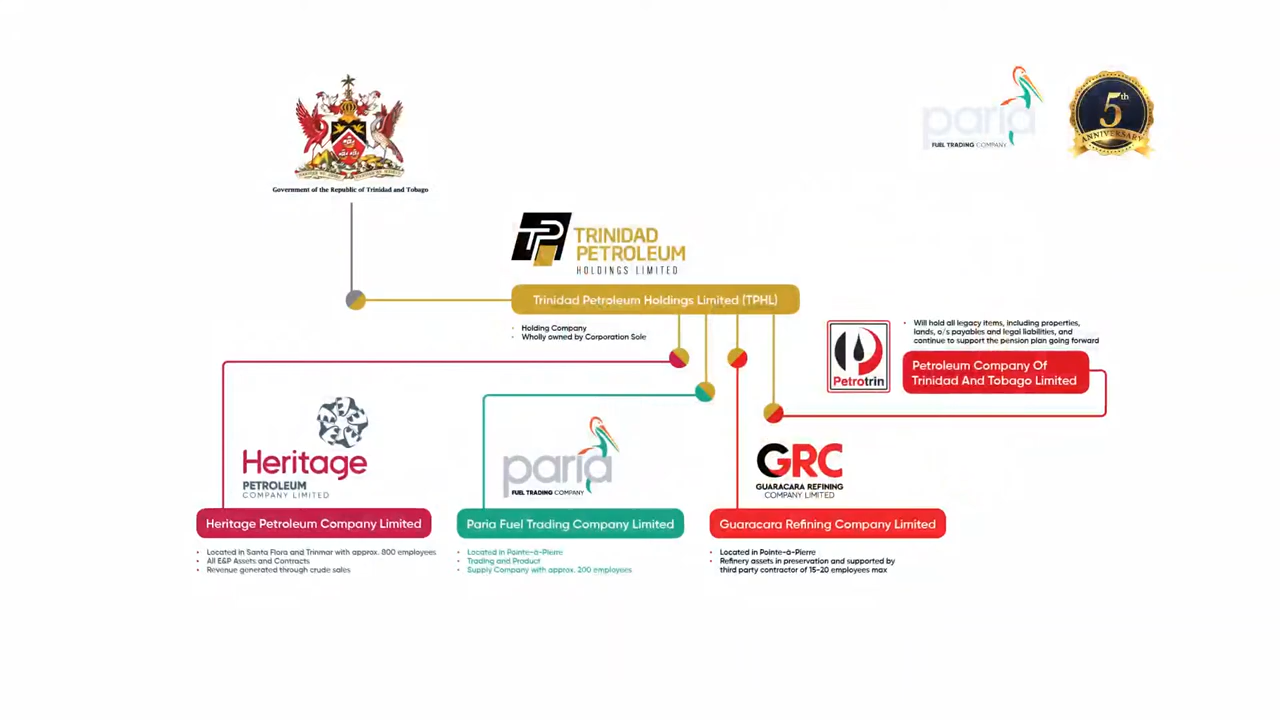 paria
FUEL TRADING COMPANY
5th
ANNIVERSARY
Government of the Republic of Trinidad and Tobago
TP
TRINIDAD
PETROLEUM
HOLDINGS LIMITED
Trinidad Petroleum Holdings Limited (TPHL)
• Holding Company
• Wholly owned by Corporation Sole
Petrotrin
• Will hold all legacy items, including properties,
lands, o/s payables and legal liabilities, and
continue to support the pension plan going forward
Petroleum Company Of
Trinidad And Tobago Limited
Heritage
PETROLEUM
COMPANY LIMITED
Heritage Petroleum Company Limited
• Located in Santa Flora and Trinmar with approx. 800 employees
• All E&P Assets and Contracts
• Revenue generated through crude sales
paria
FUEL TRADING COMPANY
Paria Fuel Trading Company Limited
• Located in Pointe-à-Pierre
• Trading and Product
• Supply Company with approx. 200 employees
GRC
GUARACARA REFINING
COMPANY LIMITED
Guaracara Refining Company Limited
• Located in Pointe-à-Pierre
• Refinery assets in preservation and supported by
third party contractor of 15-20 employees max